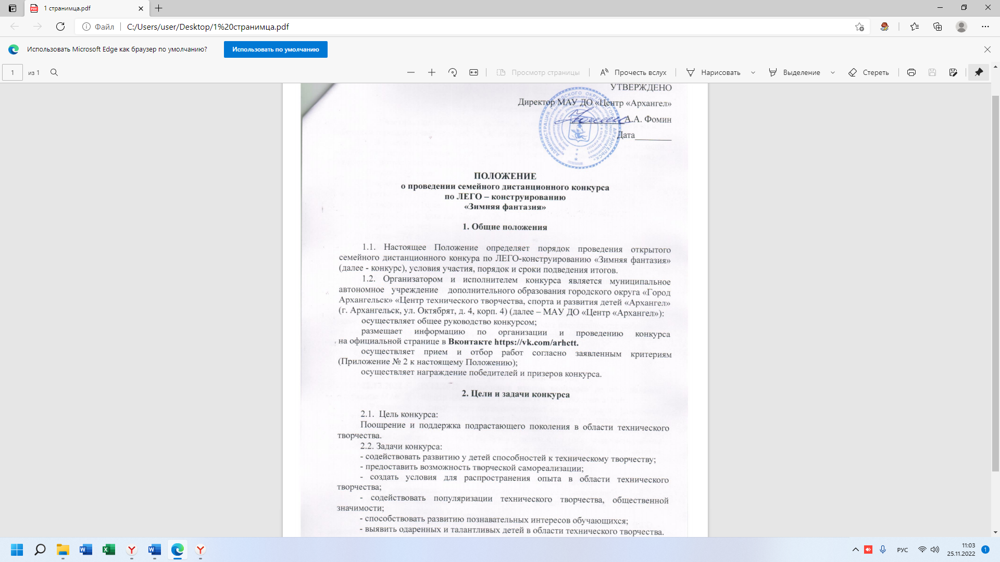 1 странимца.pdf
Файл
C:/Users/user/Desktop/1%20странимца.pdf
Использовать Microsoft Edge как браузер по умолчанию?
Использовать по умолчанию
1
из 1
Просмотр страницы
Прочесть вслух
Нарисовать
Выделение
Стереть
УТВЕРЖДЕНО
Директор МАУ ДО «Центр «Архангел»
А.А. Фомин
Дата________
ПОЛОЖЕНИЕ
о проведении семейного дистанционного конкурса
по ЛЕГО – конструированию
«Зимняя фантазия»
1. Общие положения
1.1. Настоящее Положение определяет порядок проведения открытого
семейного дистанционного конкура по ЛЕГО-конструированию «Зимняя фантазия»
(далее - конкурс), условия участия, порядок и сроки подведения итогов.
1.2. Организатором и исполнителем конкурса является муниципальное
автономное учреждение дополнительного образования городского округа «Город
Архангельск» «Центр технического творчества, спорта и развития детей «Архангел»
(г. Архангельск, ул. Октябрят, д. 4, корп. 4) (далее – МАУ ДО «Центр «Архангел»):
осуществляет общее руководство конкурсом;
размещает информацию по организации и проведению конкурса
на официальной странице в Вконтакте https://vk.com/arhctt.
осуществляет прием и отбор работ согласно заявленным критериям
(Приложение № 2 к настоящему Положению);
осуществляет награждение победителей и призеров конкурса.
2. Цели и задачи конкурса
2.1. Цель конкурса:
Поощрение и поддержка подрастающего поколения в области технического
творчества.
2.2. Задачи конкурса:
- содействовать развитию у детей способностей к техническому творчеству;
- предоставить возможность творческой самореализации;
- создать условия для распространения опыта в области технического
творчества;
- содействовать популяризации технического творчества, общественной
значимости;
- способствовать развитию познавательных интересов обучающихся;
- выявить одаренных и талантливых детей в области технического творчества.
РУС
11:03
25.11.2022
1